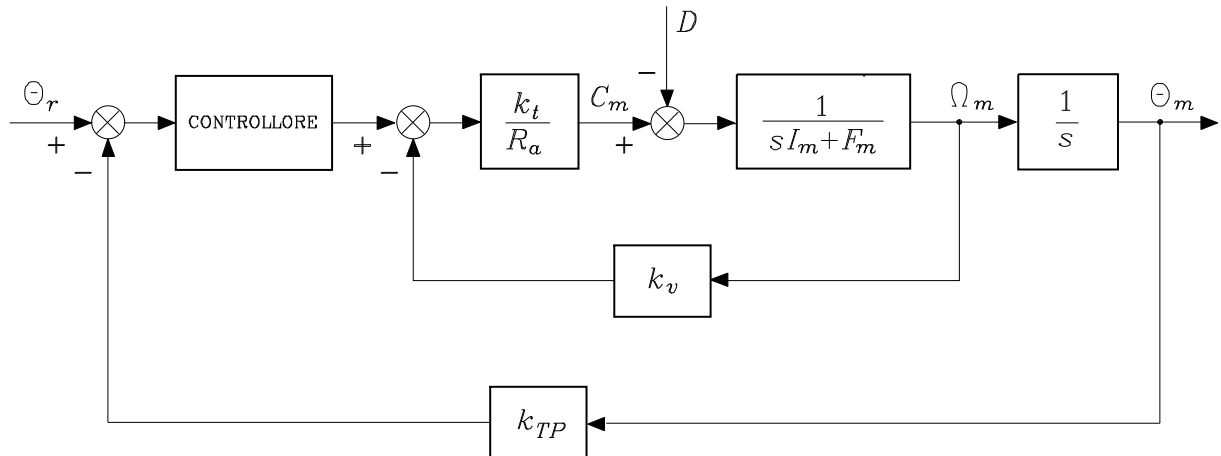 D
Θr
+
−
CONTROLLORE
+
−
kt
Ra
Cm
+
−
1
sIm+Fm
Ωm
1
s
Θm
kv
kTP